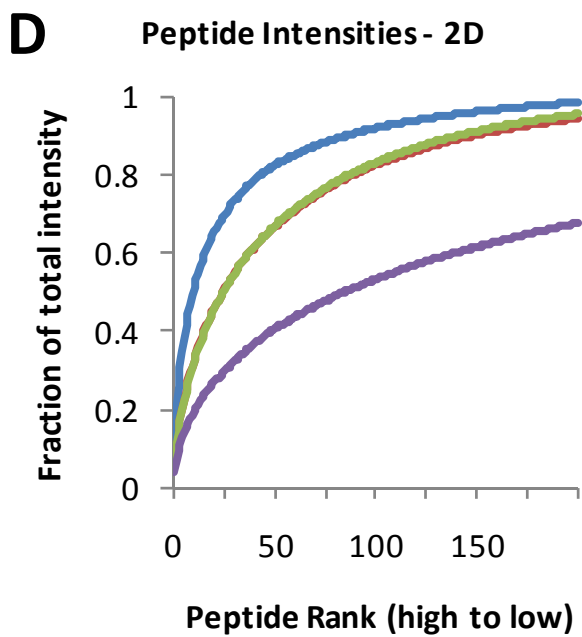 D
Peptide Intensities - 2D
Fraction of total intensity
1
0.8
0.6
0.4
0.2
0
0 50 100 150
Peptide Rank (high to low)